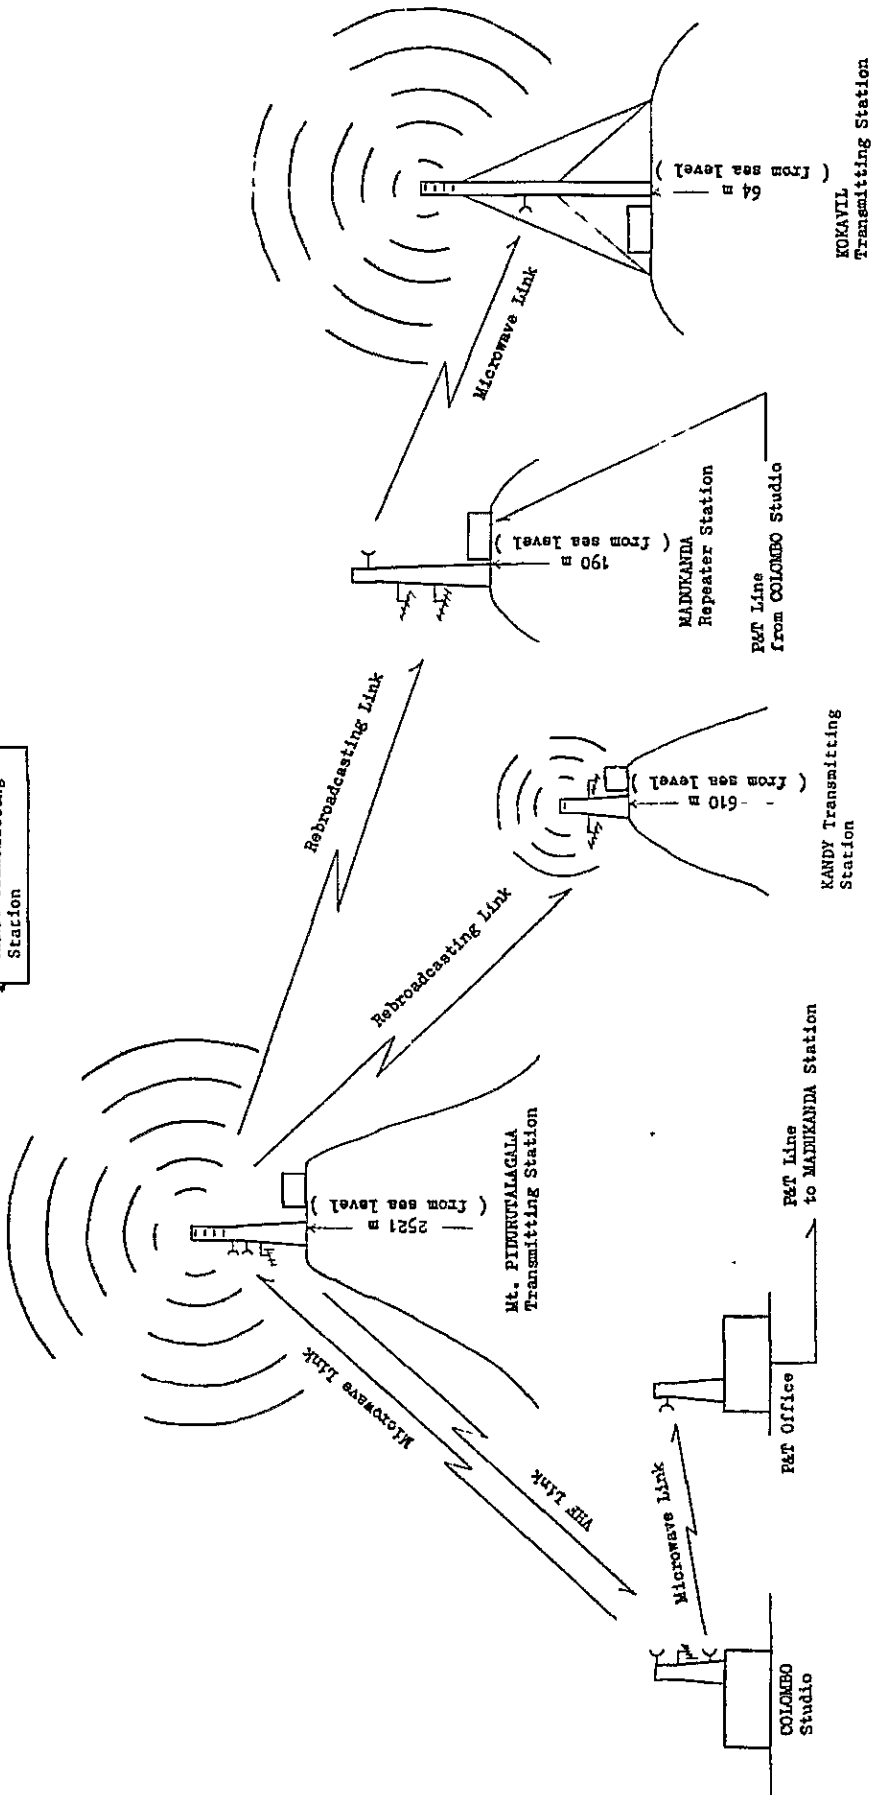 Station
Microwave Link
64 m
( from sea level )
KOKAVIL
Transmitting Station
Rebroadcasting Link
190 m
( from sea level )
MADUKANDA
Repeater Station
P&T Line
from COLOMBO Studio
Rebroadcasting Link
610 m
( from sea level )
KANDY Transmitting
Station
2521 m
( from sea level )
Mt. PIDURUTALAGALA
Transmitting Station
Microwave Link
VHF Link
P&T Line
to MADUKANDA Station
P&T Office
Microwave Link
COLOMBO
Studio